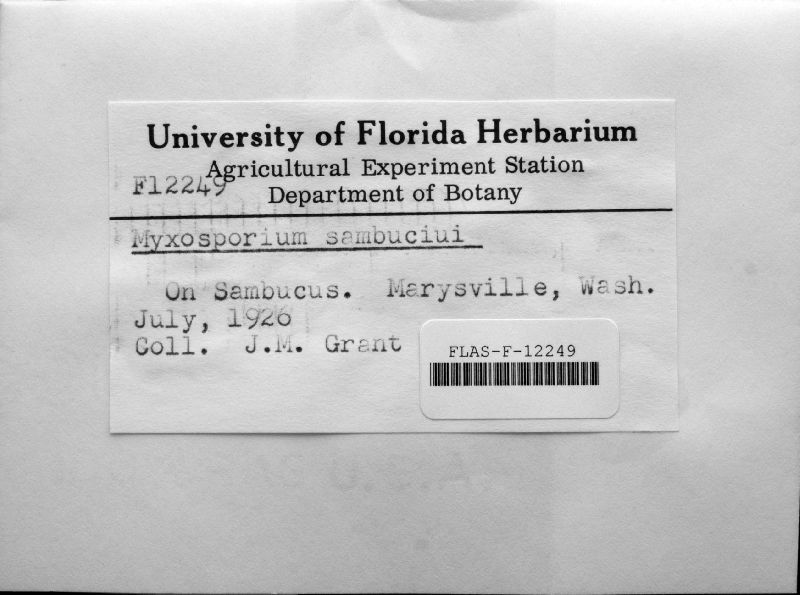 University of Florida Herbarium
Agricultural Experiment Station
F12249
Department of Botany
Myxosporium sambuciui
On Sambucus. Marysville, Wash.
July, 1926
Coll. J.M. Grant
FLAS-F-12249